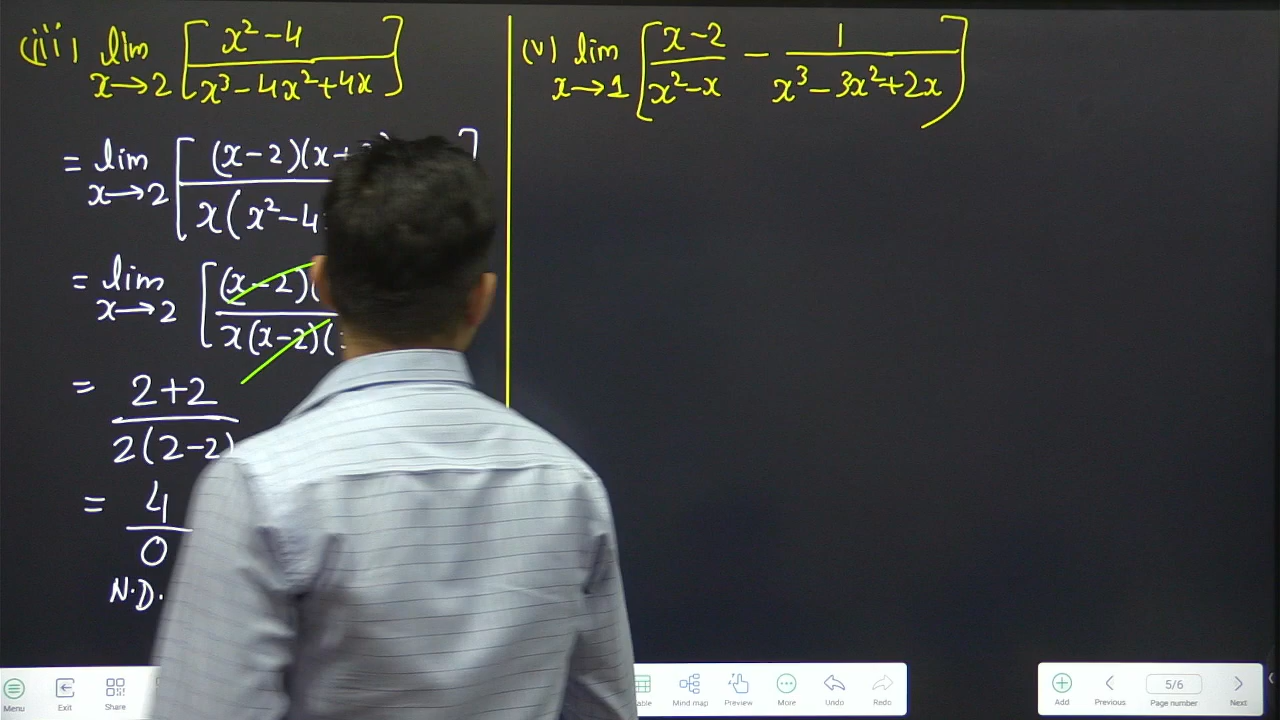 (iii) lim x→2 [ x²−4 / x³−4x²+4x ]
= lim x→2 [ (x−2)(x+ / x(x²−4 ]
= lim x→2 [ (x−2)( / x(x−2)(
= 2+2 / 2(2−2)
= 4 / 0
N.D.
(v) lim x→1 [ x−2 / x²−x − 1 / x³−3x²+2x ]
Menu
Exit
Share
Mind map
Preview
More
Undo
Redo
Add
Previous
5/6
Page number
Next